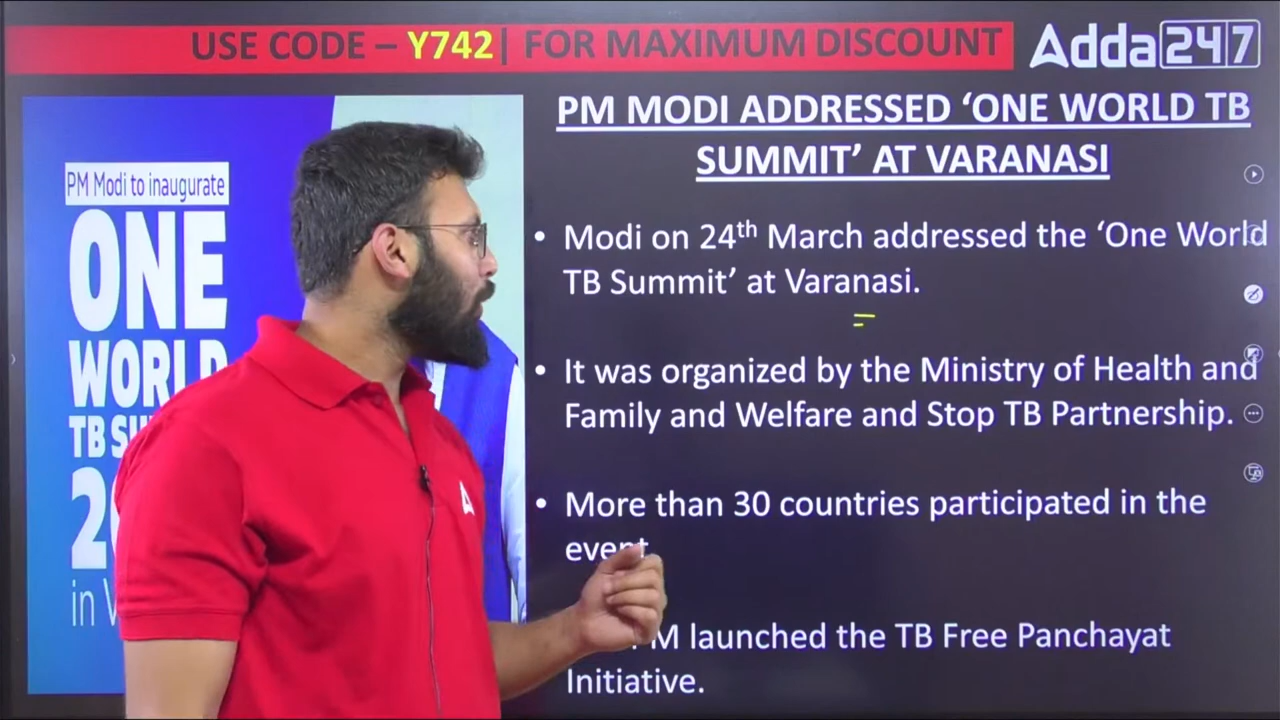 USE CODE – Y742| FOR MAXIMUM DISCOUNT
Adda247
PM MODI ADDRESSED ‘ONE WORLD TB
SUMMIT’ AT VARANASI
PM Modi to inaugurate
ONE
WORLD
TB
in
• Modi on 24th March addressed the ‘One World
TB Summit’ at Varanasi.
• It was organized by the Ministry of Health and
Family and Welfare and Stop TB Partnership.
• More than 30 countries participated in the
event
launched the TB Free Panchayat
Initiative.